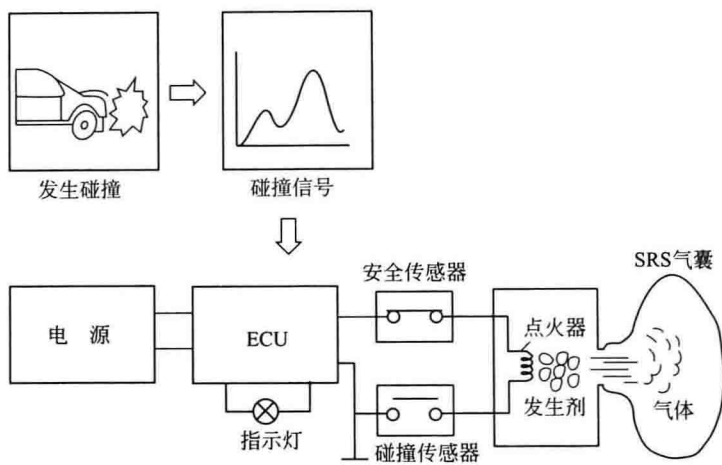 发生碰撞
碰撞信号
SRS气囊
安全传感器
电 源
ECU
点火器
发生剂
气体
指示灯
碰撞传感器